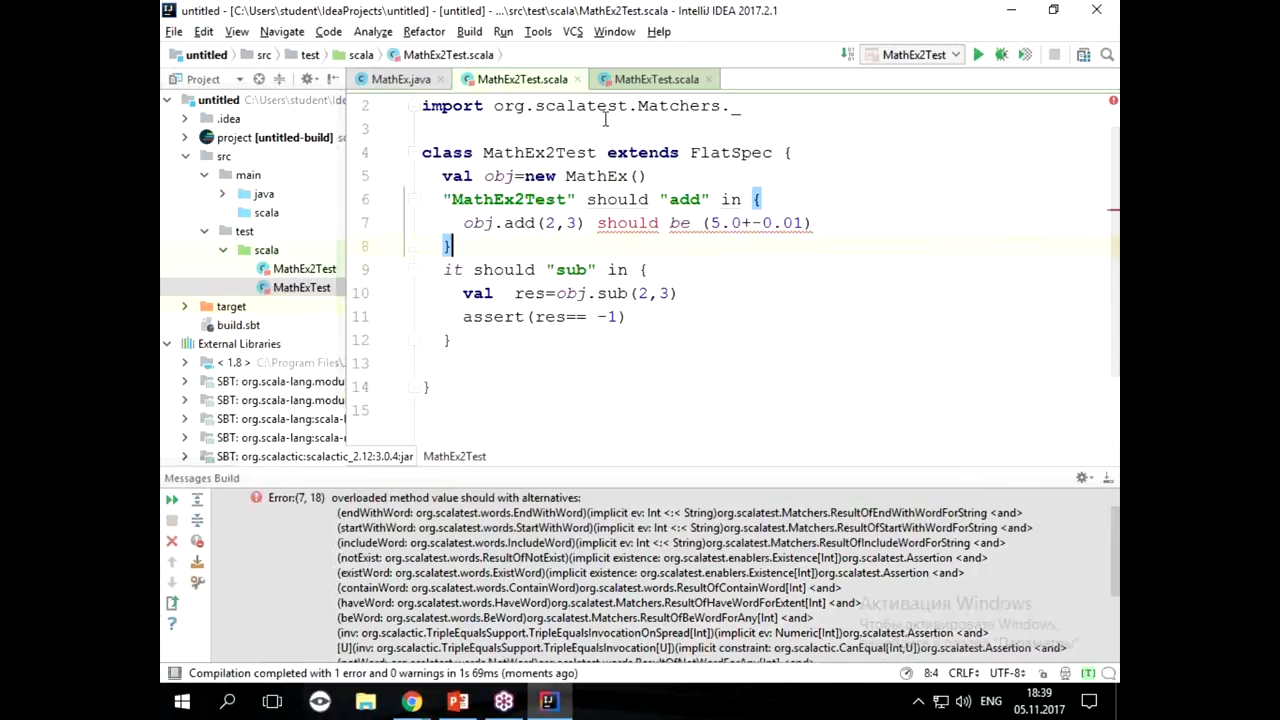 untitled - [C:\Users\student\IdeaProjects\untitled] - [untitled] - ...\src\test\scala\MathEx2Test.scala - IntelliJ IDEA 2017.2.1
File Edit View Navigate Code Analyze Refactor Build Run Tools VCS Window Help
untitled src test scala MathEx2Test.scala MathEx2Test
Project MathEx.java MathEx2Test.scala MathExTest.scala
untitled C:\Users\student\Ide
.idea
project [untitled-build]
src
main
java
scala
test
scala
MathEx2Test
MathExTest
target
build.sbt
External Libraries
< 1.8 > C:\Program Files\
SBT: org.scala-lang.modu
SBT: org.scala-lang.modu
SBT: org.scala-lang:scala-
SBT: org.scala-lang:scala-
SBT: org.scalactic:scalactic_2.12:3.0.4:jar
2 import org.scalatest.Matchers._
3
4 class MathEx2Test extends FlatSpec {
5 val obj=new MathEx()
6 "MathEx2Test" should "add" in {
7 obj.add(2,3) should be (5.0+-0.01)
8 }
9 it should "sub" in {
10 val res=obj.sub(2,3)
11 assert(res== -1)
12 }
13
14 }
15
MathEx2Test
Messages Build
Error:(7, 18) overloaded method value should with alternatives:
(endWithWord: org.scalatest.words.EndWithWord)(implicit ev: Int <:< String)org.scalatest.Matchers.ResultOfEndWithWordForString <and>
(startWithWord: org.scalatest.words.StartWithWord)(implicit ev: Int <:< String)org.scalatest.Matchers.ResultOfStartWithWordForString <and>
(includeWord: org.scalatest.words.IncludeWord)(implicit ev: Int <:< String)org.scalatest.Matchers.ResultOfIncludeWordForString <and>
(notExist: org.scalatest.words.ResultOfNotExist)(implicit existence: org.scalatest.enablers.Existence[Int])org.scalatest.Assertion <and>
(existWord: org.scalatest.words.ExistWord)(implicit existence: org.scalatest.enablers.Existence[Int])org.scalatest.Assertion <and>
(containWord: org.scalatest.words.ContainWord)org.scalatest.words.ResultOfContainWord[Int] <and>
(haveWord: org.scalatest.words.HaveWord)org.scalatest.Matchers.ResultOfHaveWordForExtent[Int] <and>
(beWord: org.scalatest.words.BeWord)org.scalatest.Matchers.ResultOfBeWordForAny[Int] <and>
(inv: org.scalactic.TripleEqualsSupport.TripleEqualsInvocationOnSpread[Int])(implicit ev: Numeric[Int])org.scalatest.Assertion <and>
[U](inv: org.scalactic.TripleEqualsSupport.TripleEqualsInvocation[U])(implicit constraint: org.scalactic.CanEqual[Int,U])org.scalatest.Assertion <and>
Активация Windows
Чтобы активировать Windows,
Compilation completed with 1 error and 0 warnings in 1s 69ms (moments ago) 8:4 CRLF UTF-8 [T]
ENG
18:39
05.11.2017